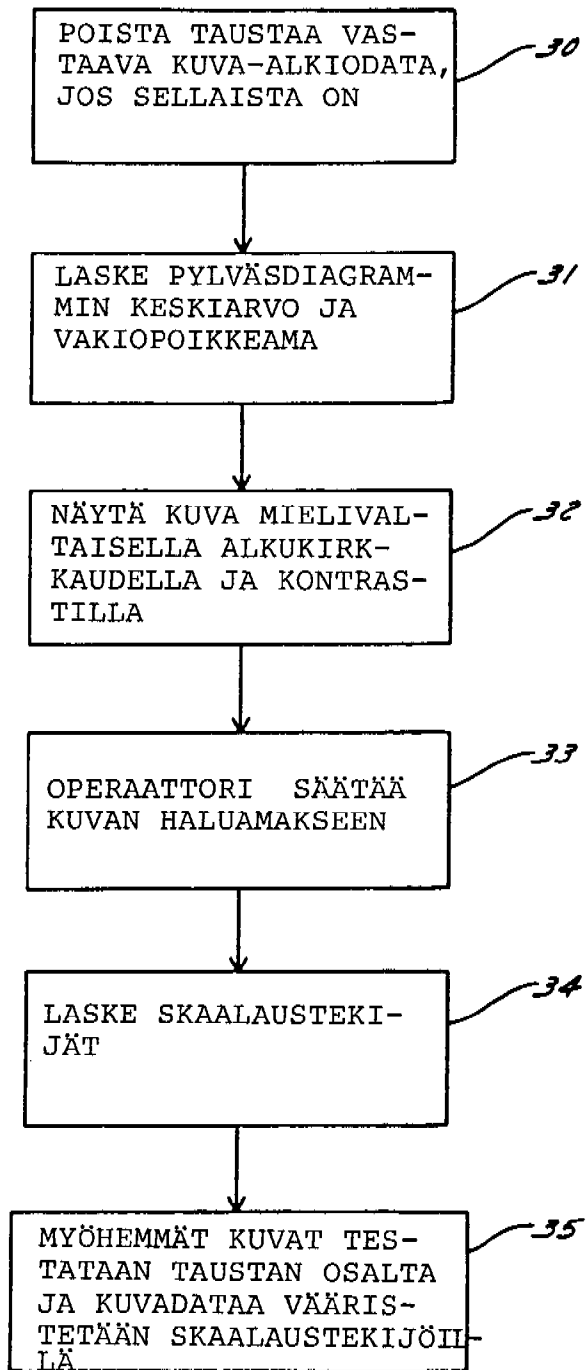 POISTA TAUSTAA VAS-
TAAVA KUVA-ALKIODATA,
JOS SELLAISTA ON
30
LASKE PYLVÄSDIAGRAM-
MIN KESKIARVO JA
VAKIOPOIKKEAMA
31
NÄYTÄ KUVA MIELIVAL-
TAISELLA ALKUKIRK-
KAUDELLA JA KONTRAS-
TILLA
32
OPERAATTORI SÄÄTÄÄ
KUVAN HALUAMAKSEEN
33
LASKE SKAALAUSTEKI-
JÄT
34
MYÖHEMMÄT KUVAT TES-
TATAAN TAUSTAN OSALTA
JA KUVADATAA VÄÄRIS-
TETÄÄN SKAALAUSTEKIJÖIL-
LÄ
35